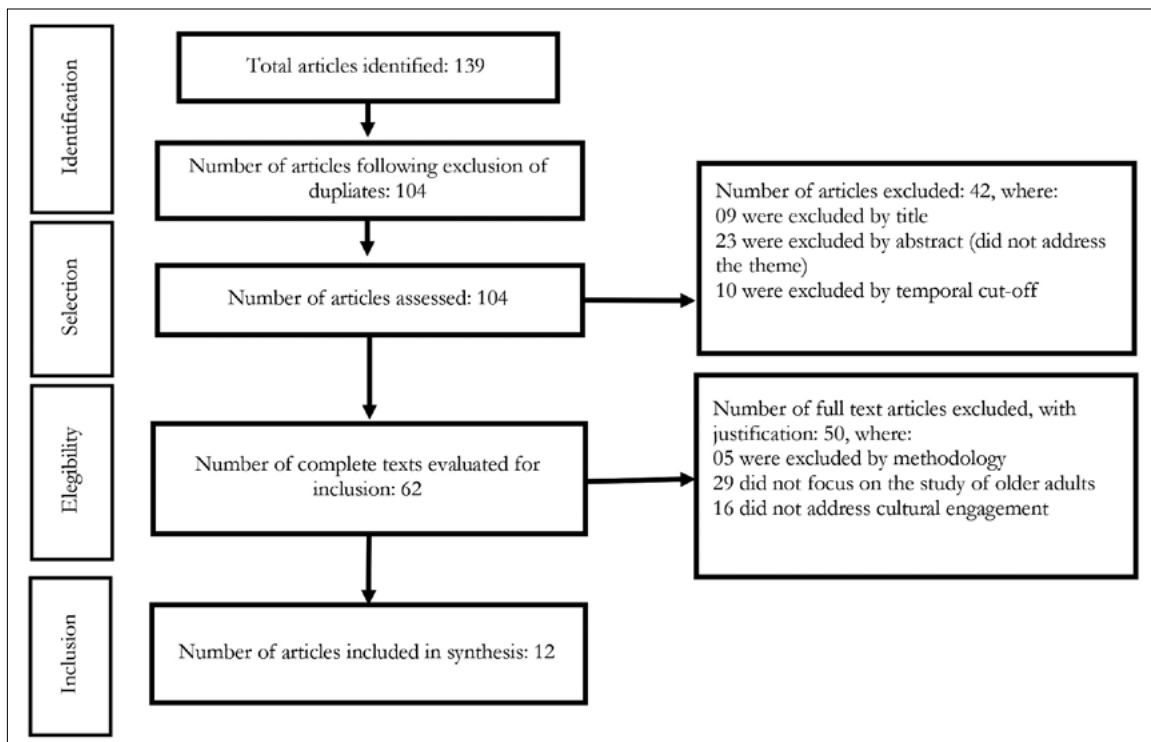 Identification
Total articles identified: 139
Number of articles following exclusion of
dupliates: 104
Selection
Number of articles assessed: 104
Number of articles excluded: 42, where:
09 were excluded by title
23 were excluded by abstract (did not address
the theme)
10 were excluded by temporal cut-off
Elegibility
Number of complete texts evaluated for
inclusion: 62
Number of full text articles excluded, with
justification: 50, where:
05 were excluded by methodology
29 did not focus on the study of older adults
16 did not address cultural engagement
Inclusion
Number of articles included in synthesis: 12